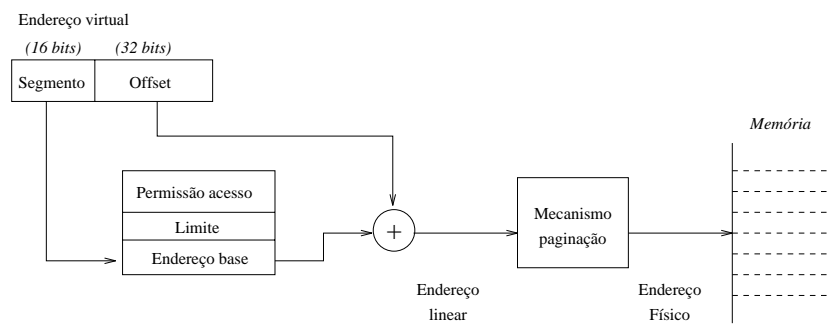 Endereço virtual
(16 bits)
(32 bits)
Segmento
Offset
Memória
Permissão acesso
Limite
Endereço base
+
Mecanismo
paginação
Endereço
linear
Endereço
Físico